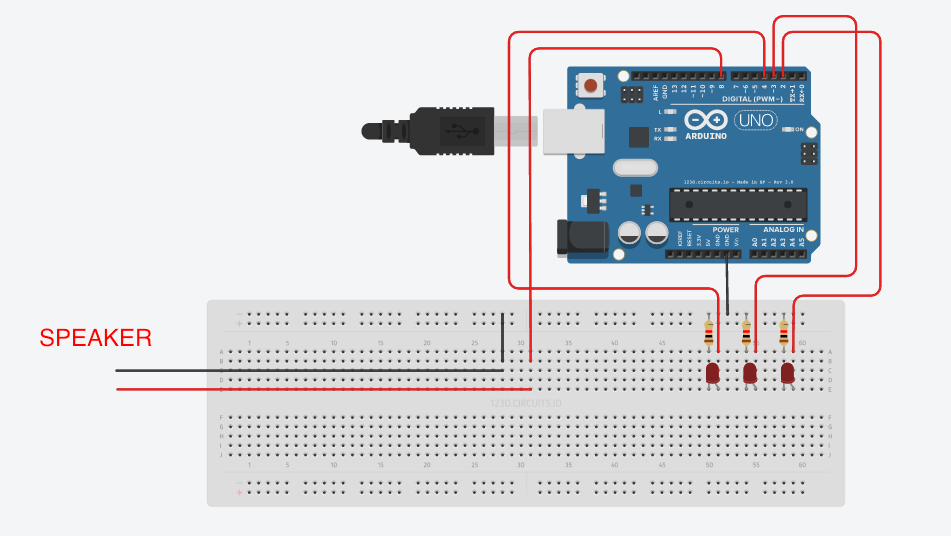 AREF
GND
13
12
~11
~10
~9
8
7
~6
~5
4
~3
2
TX→1
RX←0
DIGITAL (PWM~)
L
TX
RX
ARDUINO
UNO
ON
123D.circuits.io – Made in SF – Rev 3.0
POWER
ANALOG IN
IOREF
RESET
3.3V
5V
GND
GND
Vin
A0
A1
A2
A3
A4
A5
SPEAKER
- +
1 5 10 15 20 25 30 35 40 45 50 55 60
A A
B B
C C
D D
E E
123D.CIRCUITS.IO
F F
G G
H H
I I
J J
1 5 10 15 20 25 30 35 40 45 50 55 60
- +